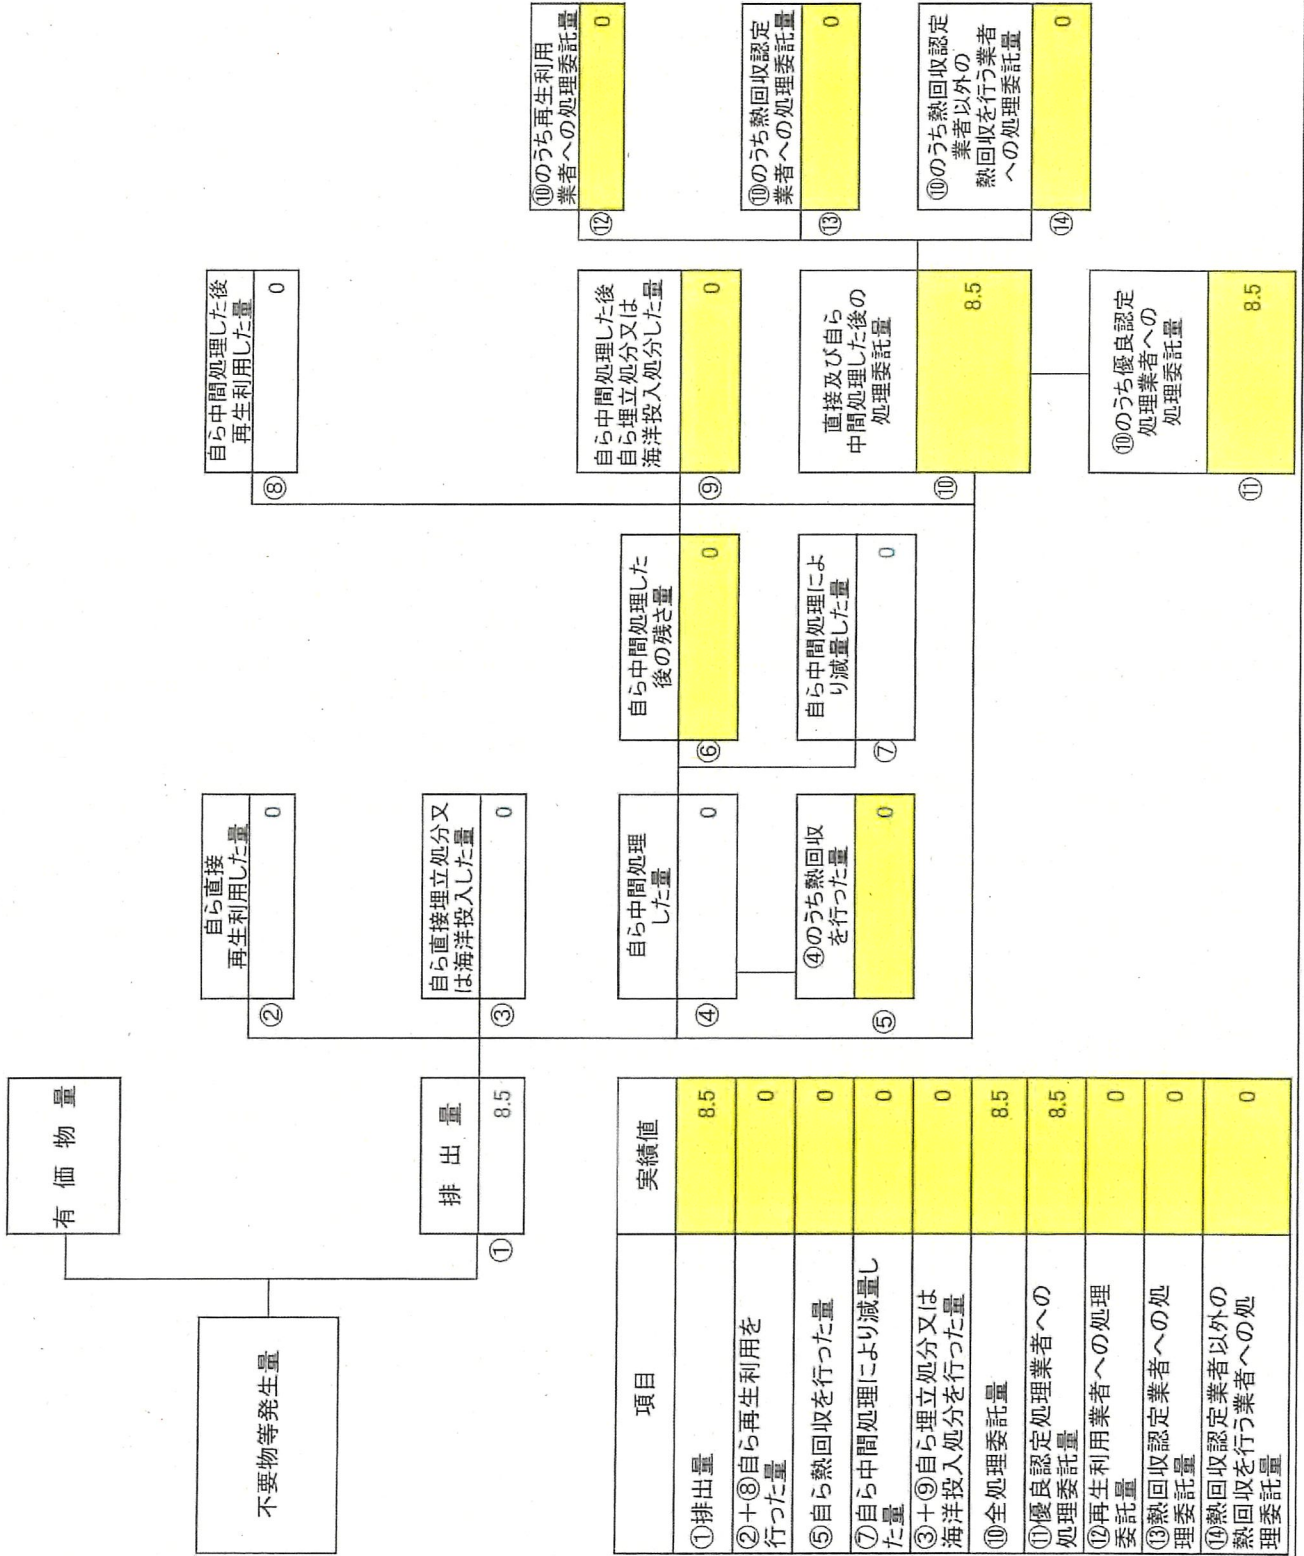 不要物等発生量
有価物量
排出量
①
8.5
自ら直接
再生利用した量
②
0
自ら直接埋立処分又
は海洋投入した量
③
0
自ら中間処理
した量
④
0
④のうち熱回収
を行った量
⑤
0
自ら中間処理した
後の残さ量
⑥
0
自ら中間処理によ
り減量した量
⑦
0
自ら中間処理した後
再生利用した量
⑧
0
自ら中間処理した後
自ら埋立処分又は
海洋投入処分した量
⑨
0
直接及び自ら
中間処理した後の
処理委託量
⑩
8.5
⑩のうち優良認定
処理業者への
処理委託量
⑪
8.5
⑩のうち再生利用
業者への処理委託量
⑫
0
⑩のうち熱回収認定
業者への処理委託量
⑬
0
⑩のうち熱回収認定
業者以外の
熱回収を行う業者
への処理委託量
⑭
0
項目 実績値
①排出量 8.5
②+⑧自ら再生利用を
行った量 0
⑤自ら熱回収を行った量 0
⑦自ら中間処理により減量し
た量 0
③+⑨自ら埋立処分又は
海洋投入処分を行った量 0
⑩全処理委託量 8.5
⑪優良認定処理業者への
処理委託量 8.5
⑫再生利用業者への処理
委託量 0
⑬熱回収認定業者への処
理委託量 0
⑭熱回収認定業者以外の
熱回収を行う業者への処
理委託量 0